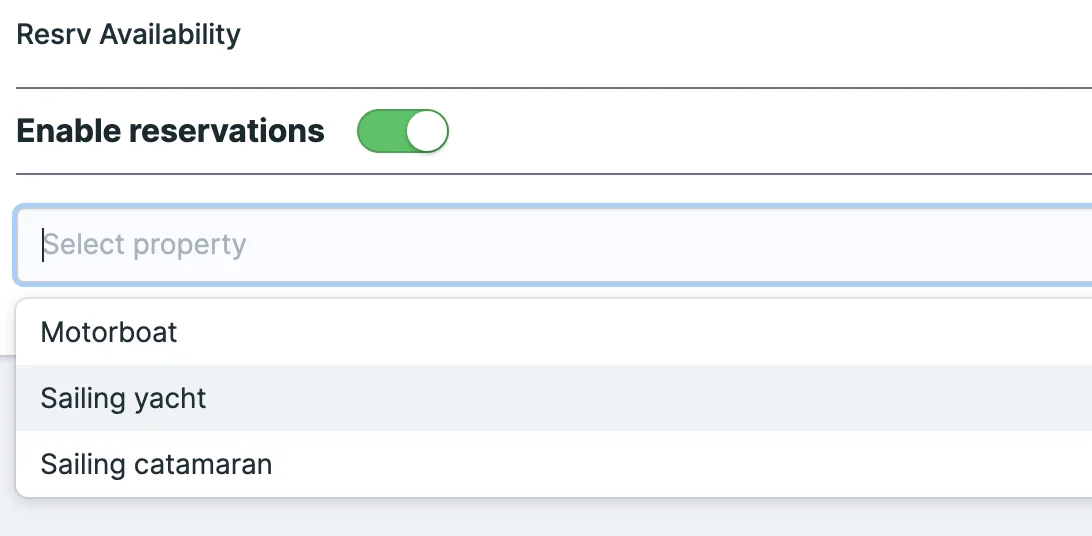 Resrv Availability
Enable reservations
Select property
Motorboat
Sailing yacht
Sailing catamaran